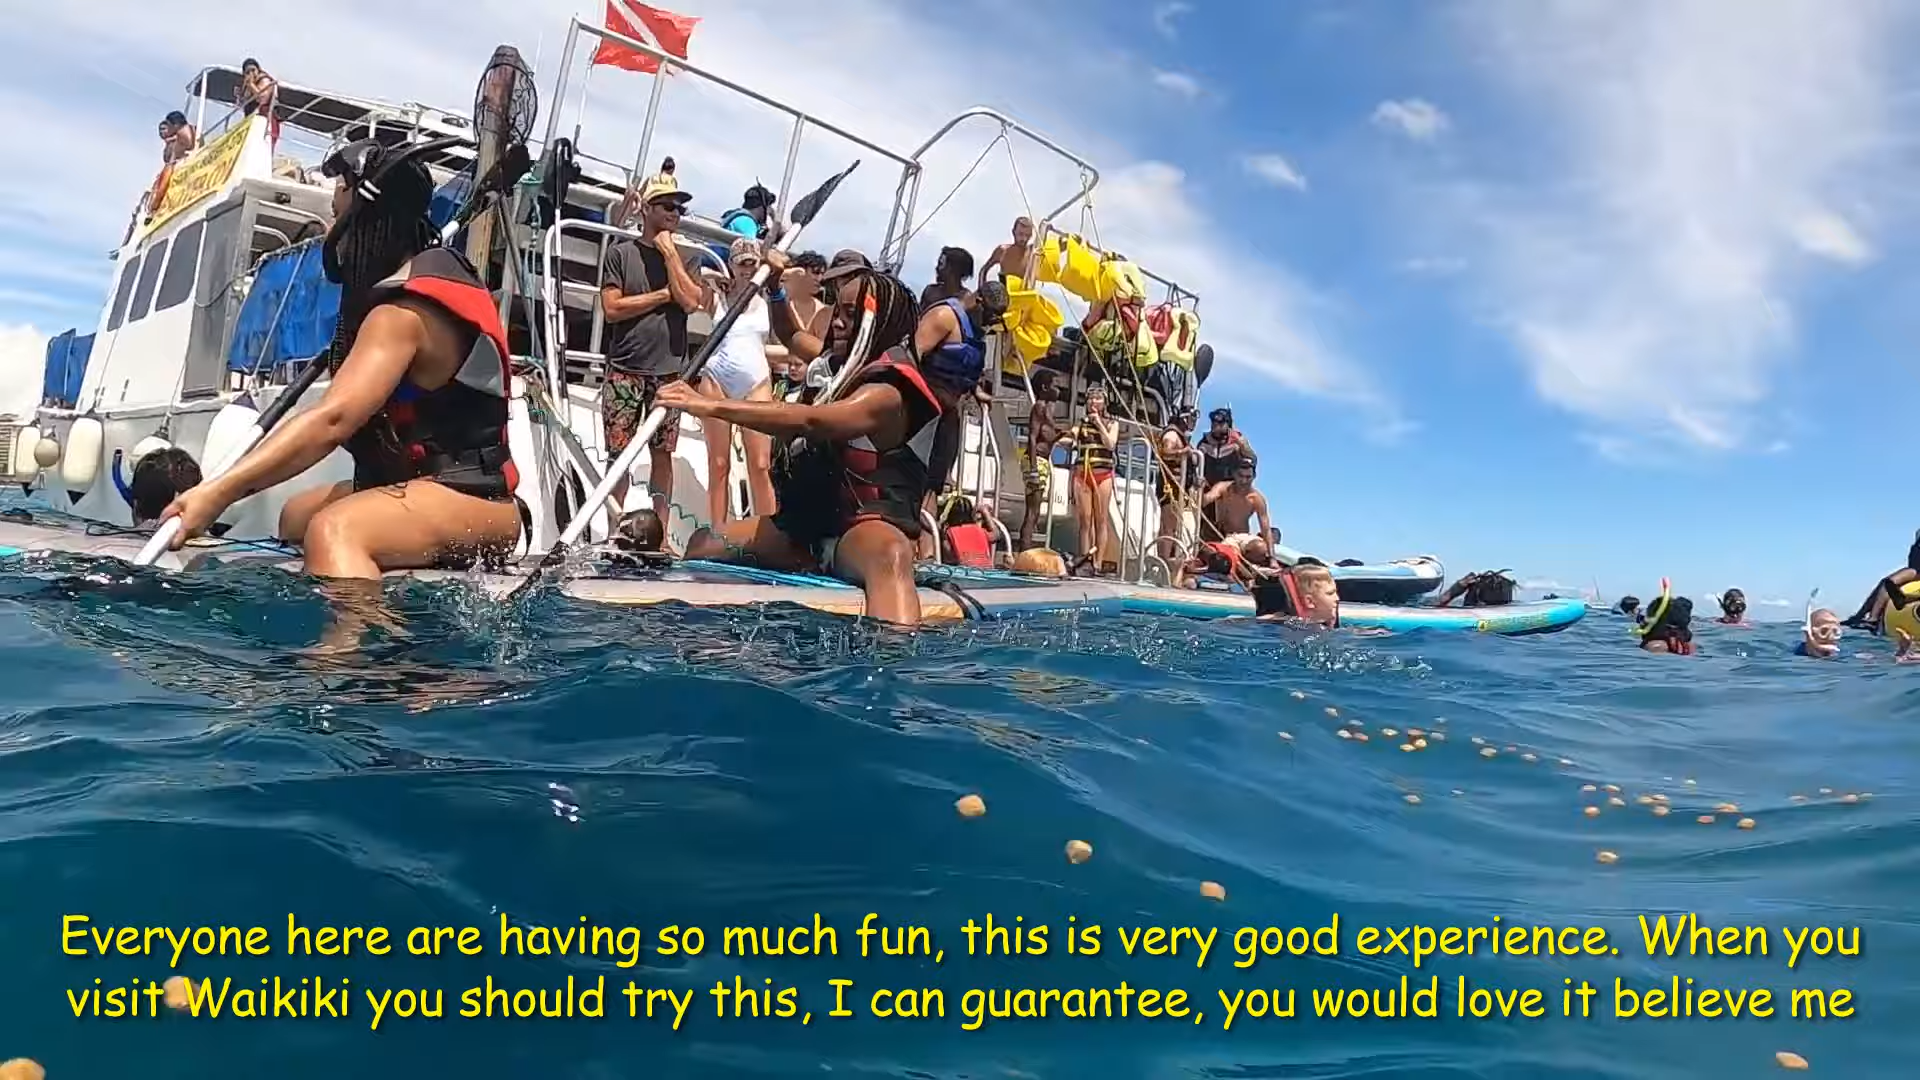 Everyone here are having so much fun, this is very good experience. When you
visit Waikiki you should try this, I can guarantee, you would love it believe me